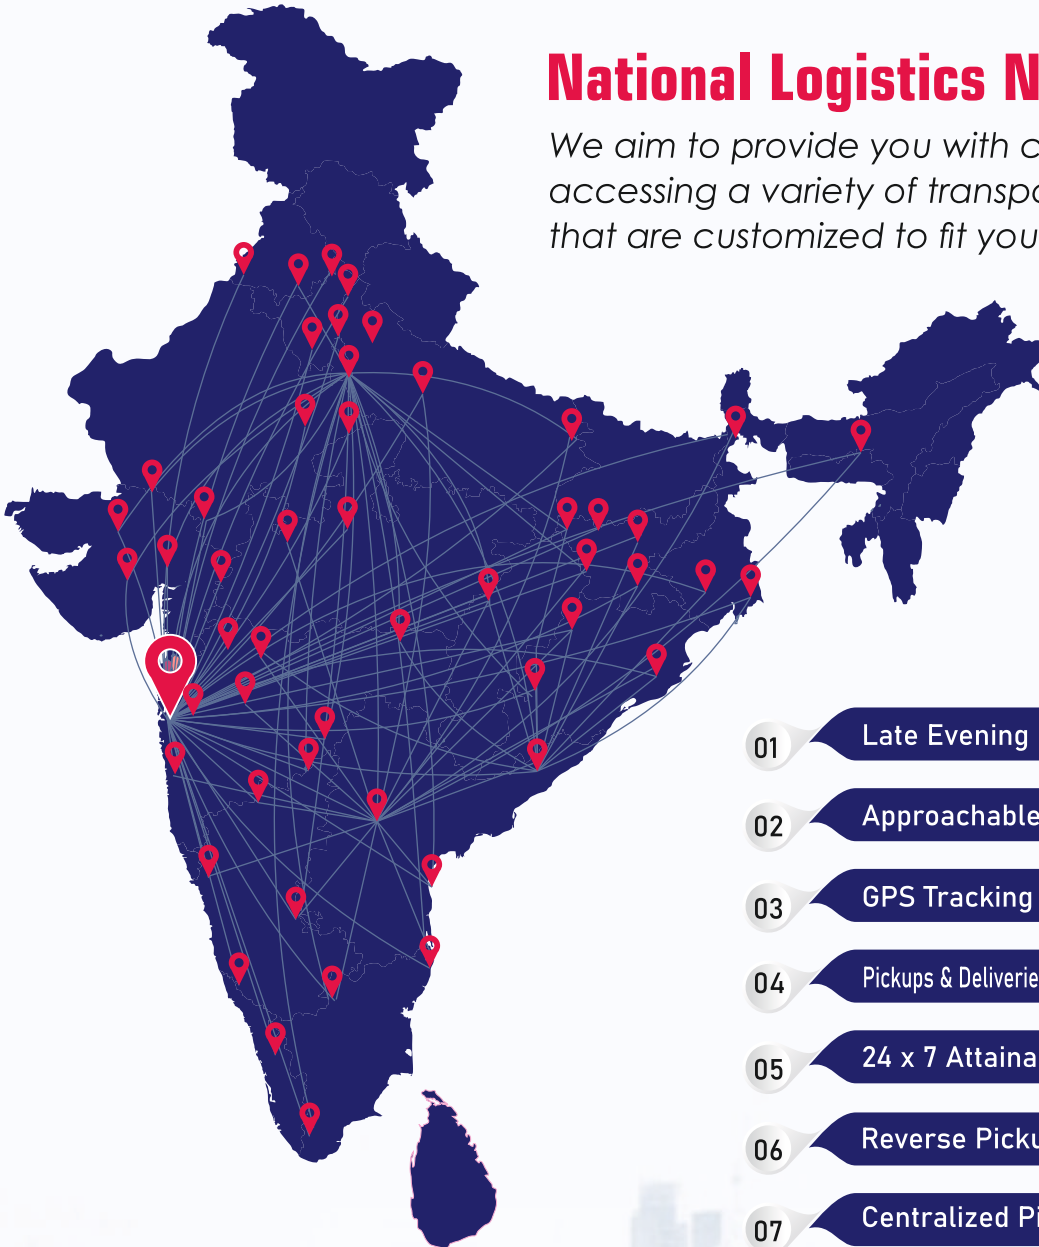 National Logistics N
We aim to provide you with c
accessing a variety of transpo
that are customized to fit you
01 Late Evening
02 Approachable
03 GPS Tracking
04 Pickups & Deliverie
05 24 x 7 Attaina
06 Reverse Picku
07 Centralized Pi